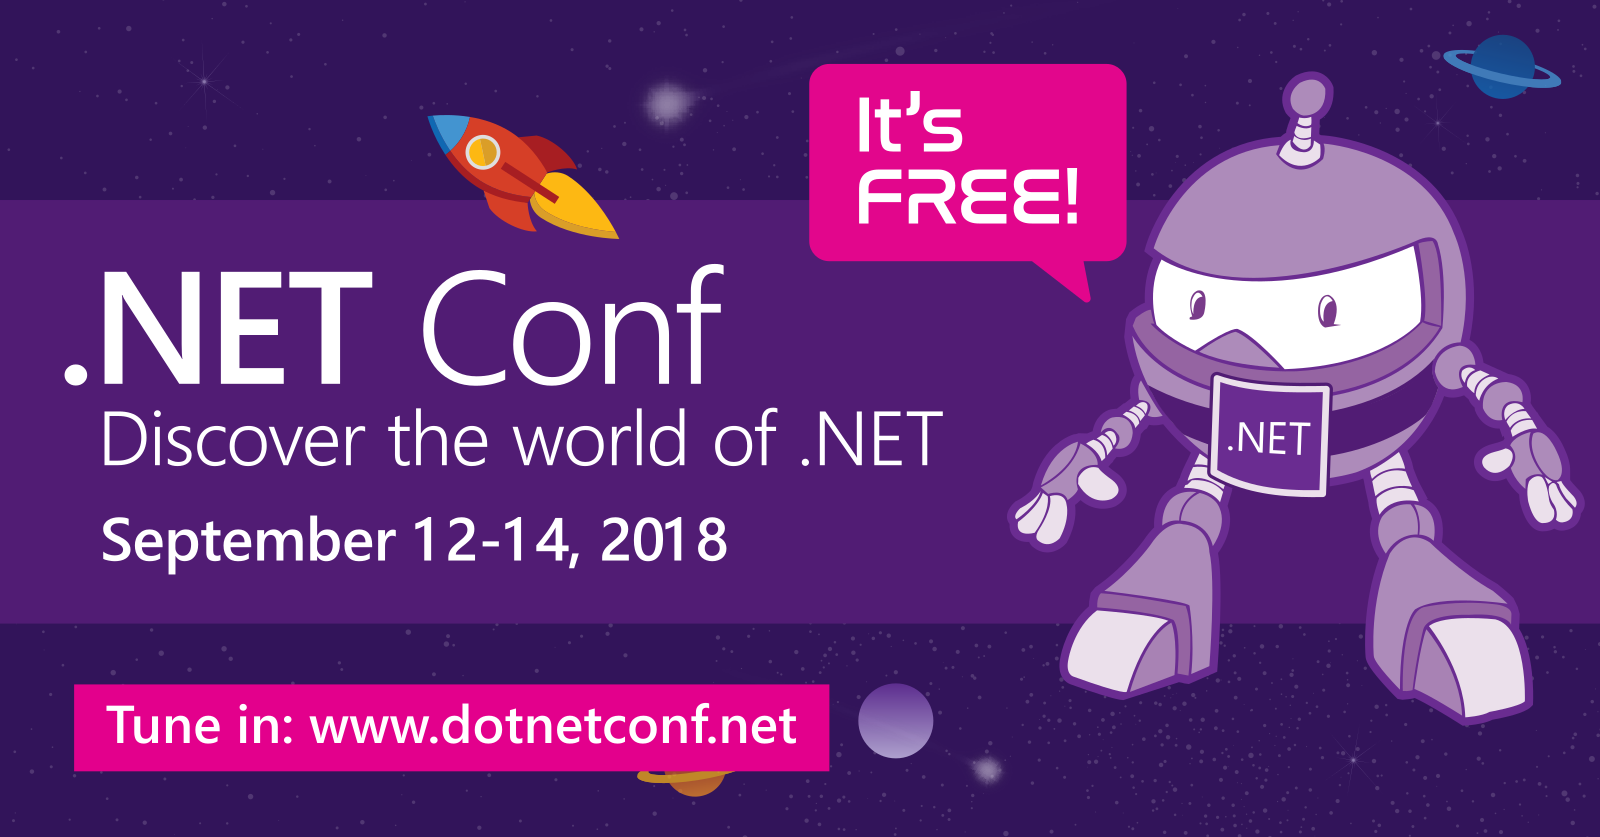 It's
FREE!
.NET Conf
Discover the world of .NET
September 12-14, 2018
.NET
Tune in: www.dotnetconf.net